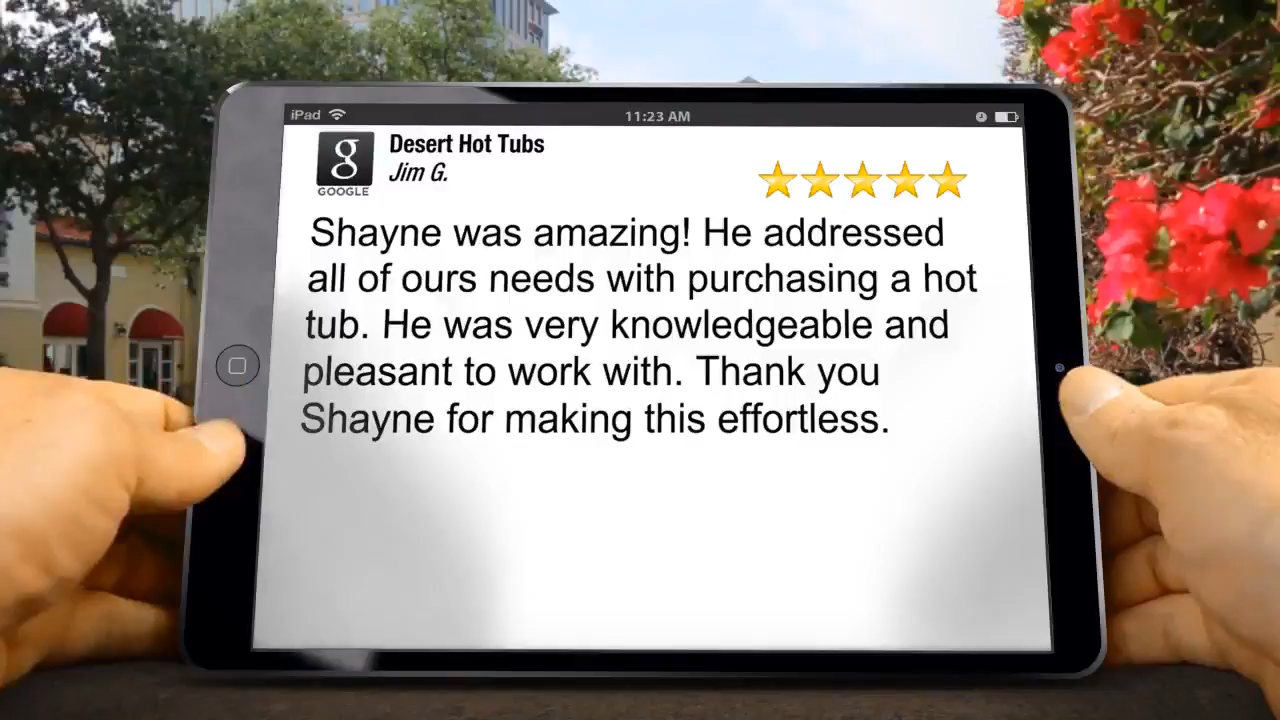 iPad 11:23 AM
g Desert Hot Tubs
GOOGLE Jim G.
Shayne was amazing! He addressed
all of ours needs with purchasing a hot
tub. He was very knowledgeable and
pleasant to work with. Thank you
Shayne for making this effortless.